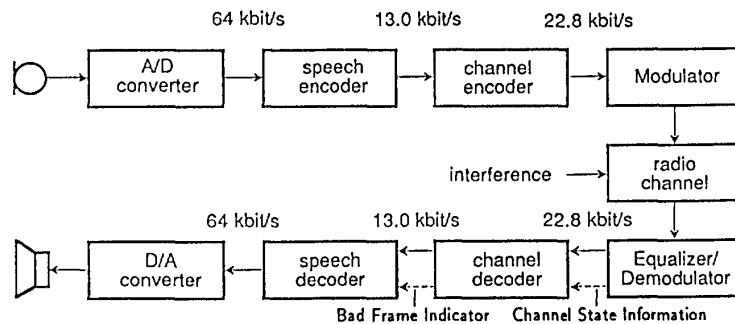 64 kbit/s 13.0 kbit/s 22.8 kbit/s
A/D converter
speech encoder
channel encoder
Modulator
interference
radio channel
64 kbit/s 13.0 kbit/s 22.8 kbit/s
D/A converter
speech decoder
channel decoder
Equalizer/ Demodulator
Bad Frame Indicator
Channel State Information